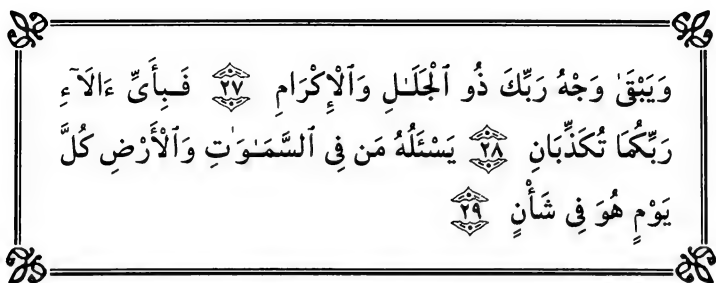 وَيَبْقَىٰ وَجْهُ رَبِّكَ ذُو ٱلْجَلَـٰلِ وَٱلْإِكْرَامِ ٢٧ فَبِأَىِّ ءَالَآءِ
رَبِّكُمَا تُكَذِّبَانِ ٢٨ يَسْئَلُهُ مَن فِى ٱلسَّمَـٰوَٰتِ وَٱلْأَرْضِ كُلَّ
يَوْمٍ هُوَ فِى شَأْنٍ ٢٩